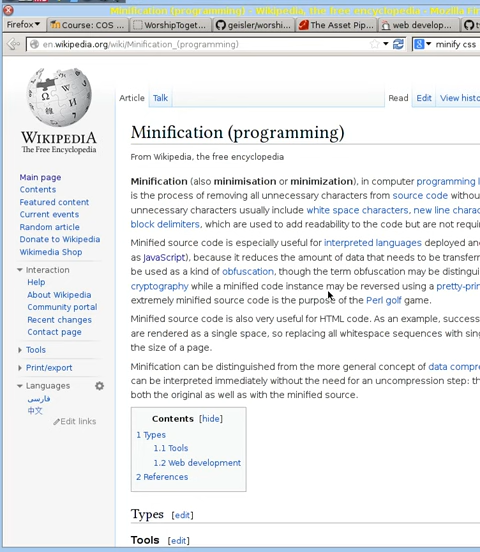 Minification (programming) - Wikipedia, the free encyclopedia - Mozilla Fi
Firefox
Course: COS ...
WorshipToget...
geisler/worshi...
The Asset Pip...
web develop...
en.wikipedia.org/wiki/Minification_(programming)
minify css
WIKIPEDIA
The Free Encyclopedia
Main page
Contents
Featured content
Current events
Random article
Donate to Wikipedia
Wikimedia Shop
Interaction
Help
About Wikipedia
Community portal
Recent changes
Contact page
Tools
Print/export
Languages
فارسی
中文
Edit links
Article Talk Read Edit View histo
Minification (programming)
From Wikipedia, the free encyclopedia
Minification (also minimisation or minimization), in computer programming l
is the process of removing all unnecessary characters from source code withou
unnecessary characters usually include white space characters, new line charac
block delimiters, which are used to add readability to the code but are not requi
Minified source code is especially useful for interpreted languages deployed an
as JavaScript), because it reduces the amount of data that needs to be transfer
be used as a kind of obfuscation, though the term obfuscation may be distingui
cryptography while a minified code instance may be reversed using a pretty-prin
extremely minified source code is the purpose of the Perl golf game.
Minified source code is also very useful for HTML code. As an example, success
are rendered as a single space, so replacing all whitespace sequences with sing
the size of a page.
Minification can be distinguished from the more general concept of data compre
can be interpreted immediately without the need for an uncompression step: th
both the original as well as with the minified source.
Contents [hide]
1 Types
1.1 Tools
1.2 Web development
2 References
Types [edit]
Tools [edit]